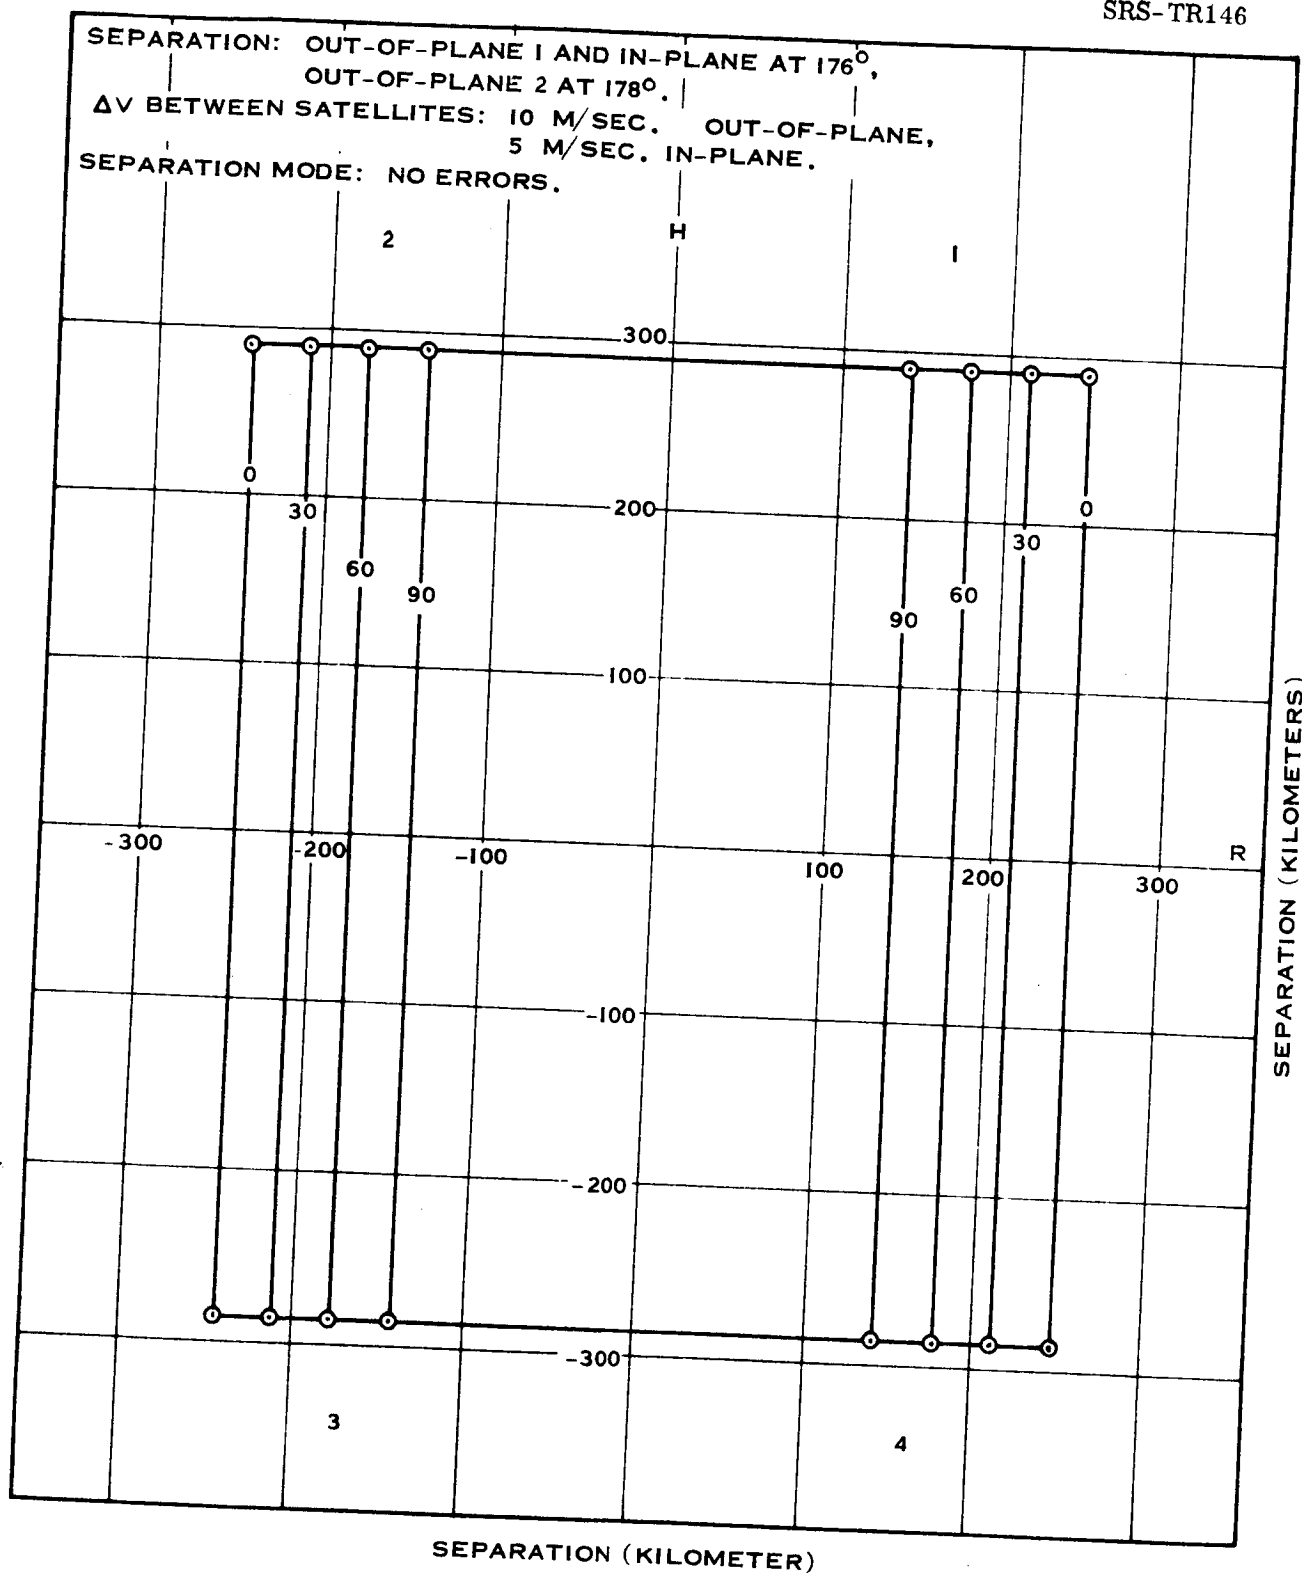 SRS-TR146
SEPARATION: OUT-OF-PLANE 1 AND IN-PLANE AT 176°,
OUT-OF-PLANE 2 AT 178°.
ΔV BETWEEN SATELLITES: 10 M/SEC. OUT-OF-PLANE,
5 M/SEC. IN-PLANE.
SEPARATION MODE: NO ERRORS.
2
H
1
300
0
200
0
30
30
60
60
90
90
100
-300
-200
-100
100
200
300
R
SEPARATION (KILOMETERS)
-100
-200
-300
3
4
SEPARATION (KILOMETER)